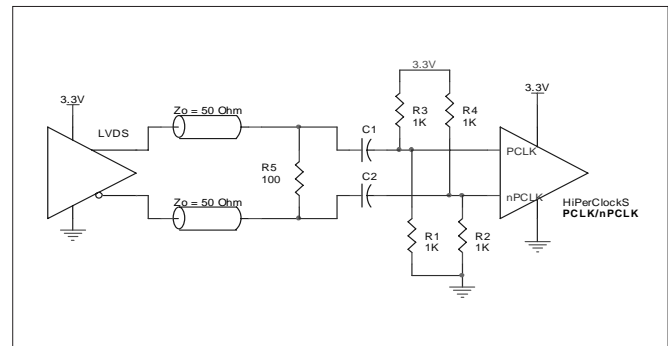 3.3V
3.3V
3.3V
Zo = 50 Ohm
LVDS
C1
R3
1K
R4
1K
R5
100
PCLK
C2
nPCLK
Zo = 50 Ohm
HiPerClockS
PCLK/nPCLK
R1
1K
R2
1K